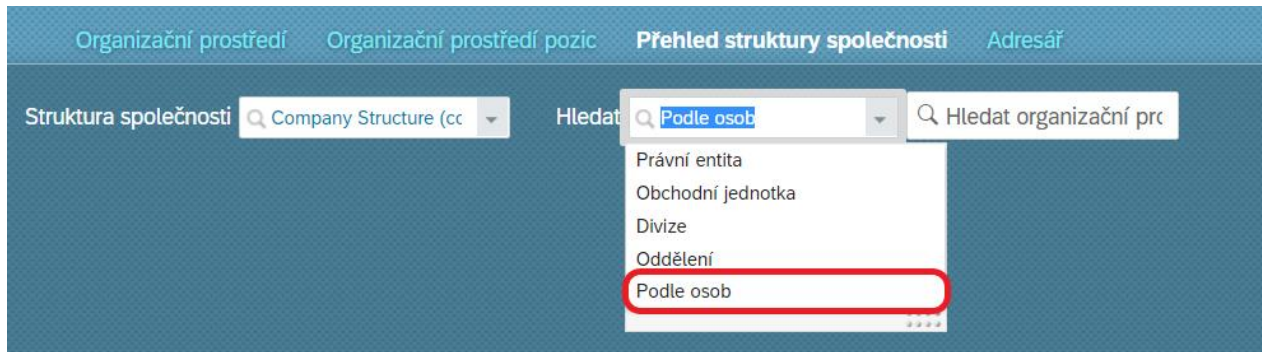 Organizační prostředí Organizační prostředí pozic Přehled struktury společnosti Adresář
Struktura společnosti Company Structure (cc Hledat Podle osob Hledat organizační prc
Právní entita
Obchodní jednotka
Divize
Oddělení
Podle osob